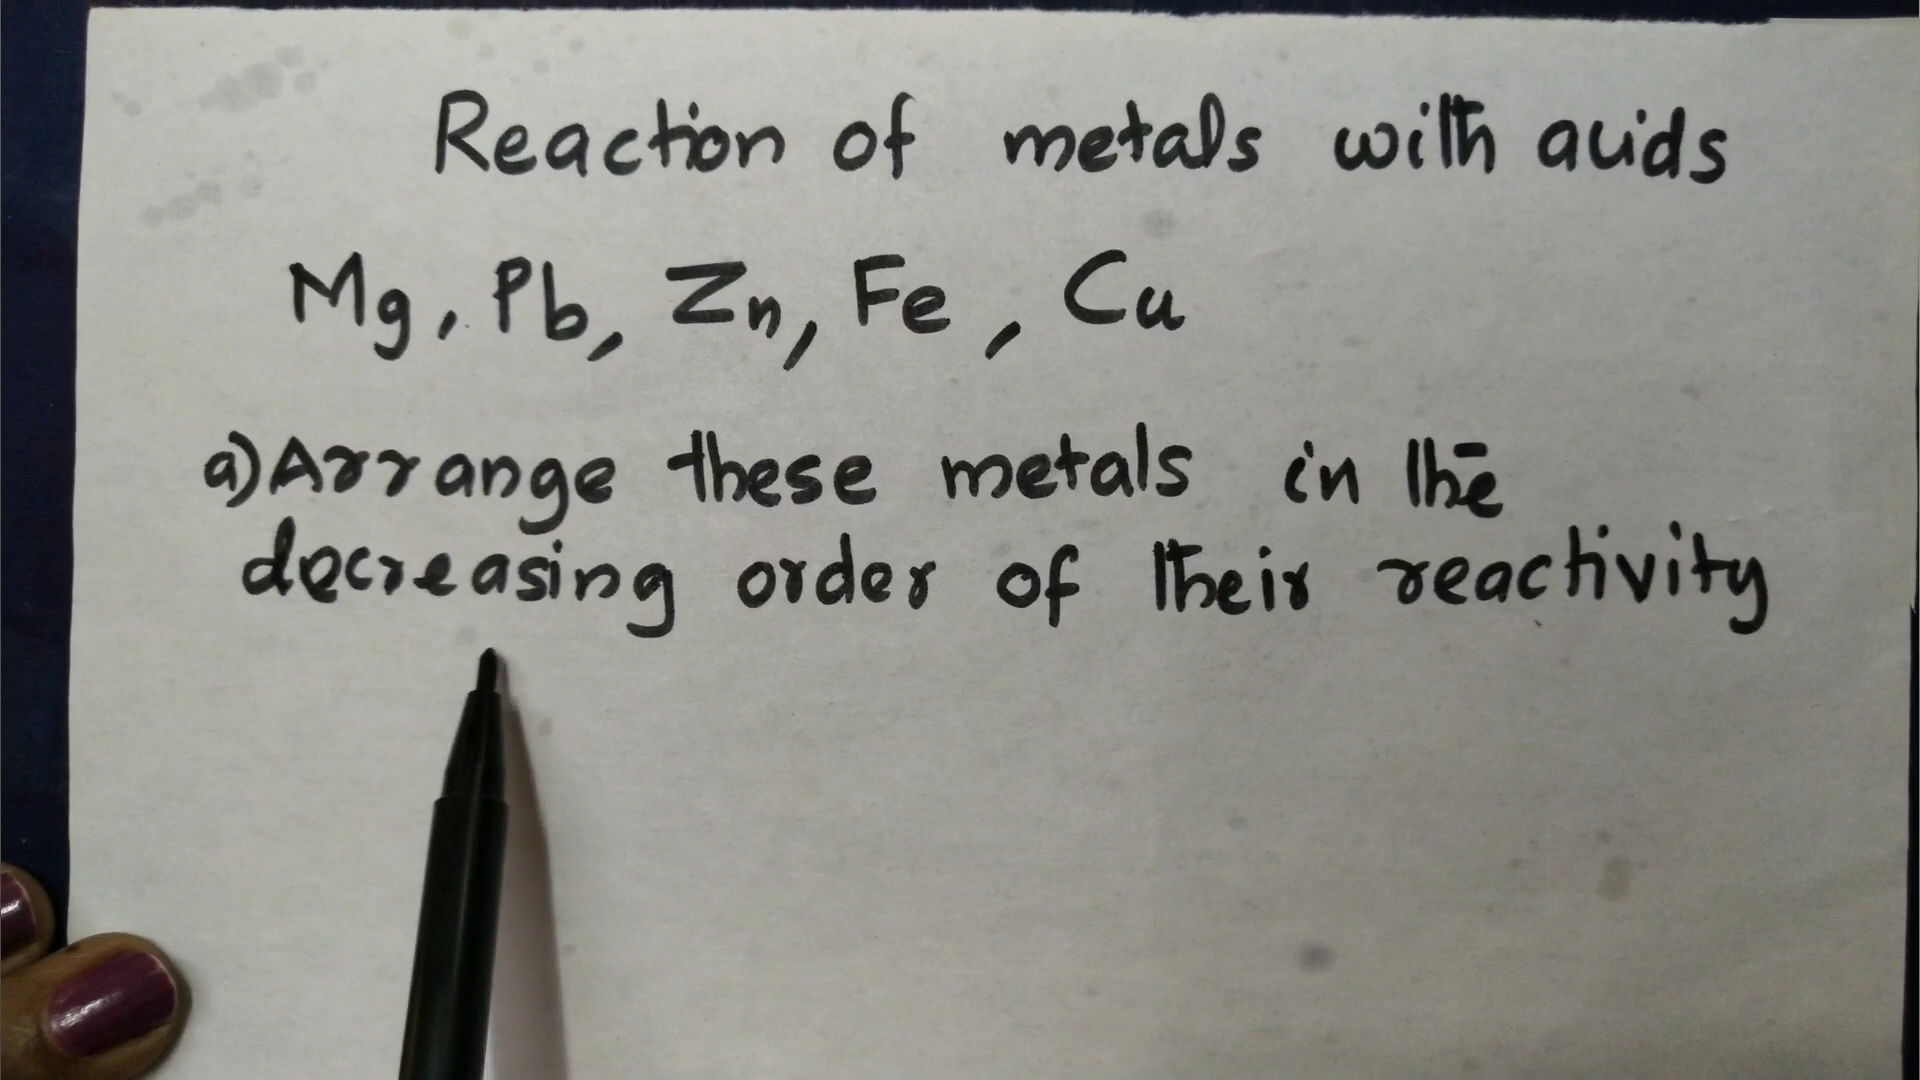 Reaction of metals with acids
Mg, Pb, Zn, Fe, Cu
a) Arrange these metals in the
decreasing order of their reactivity